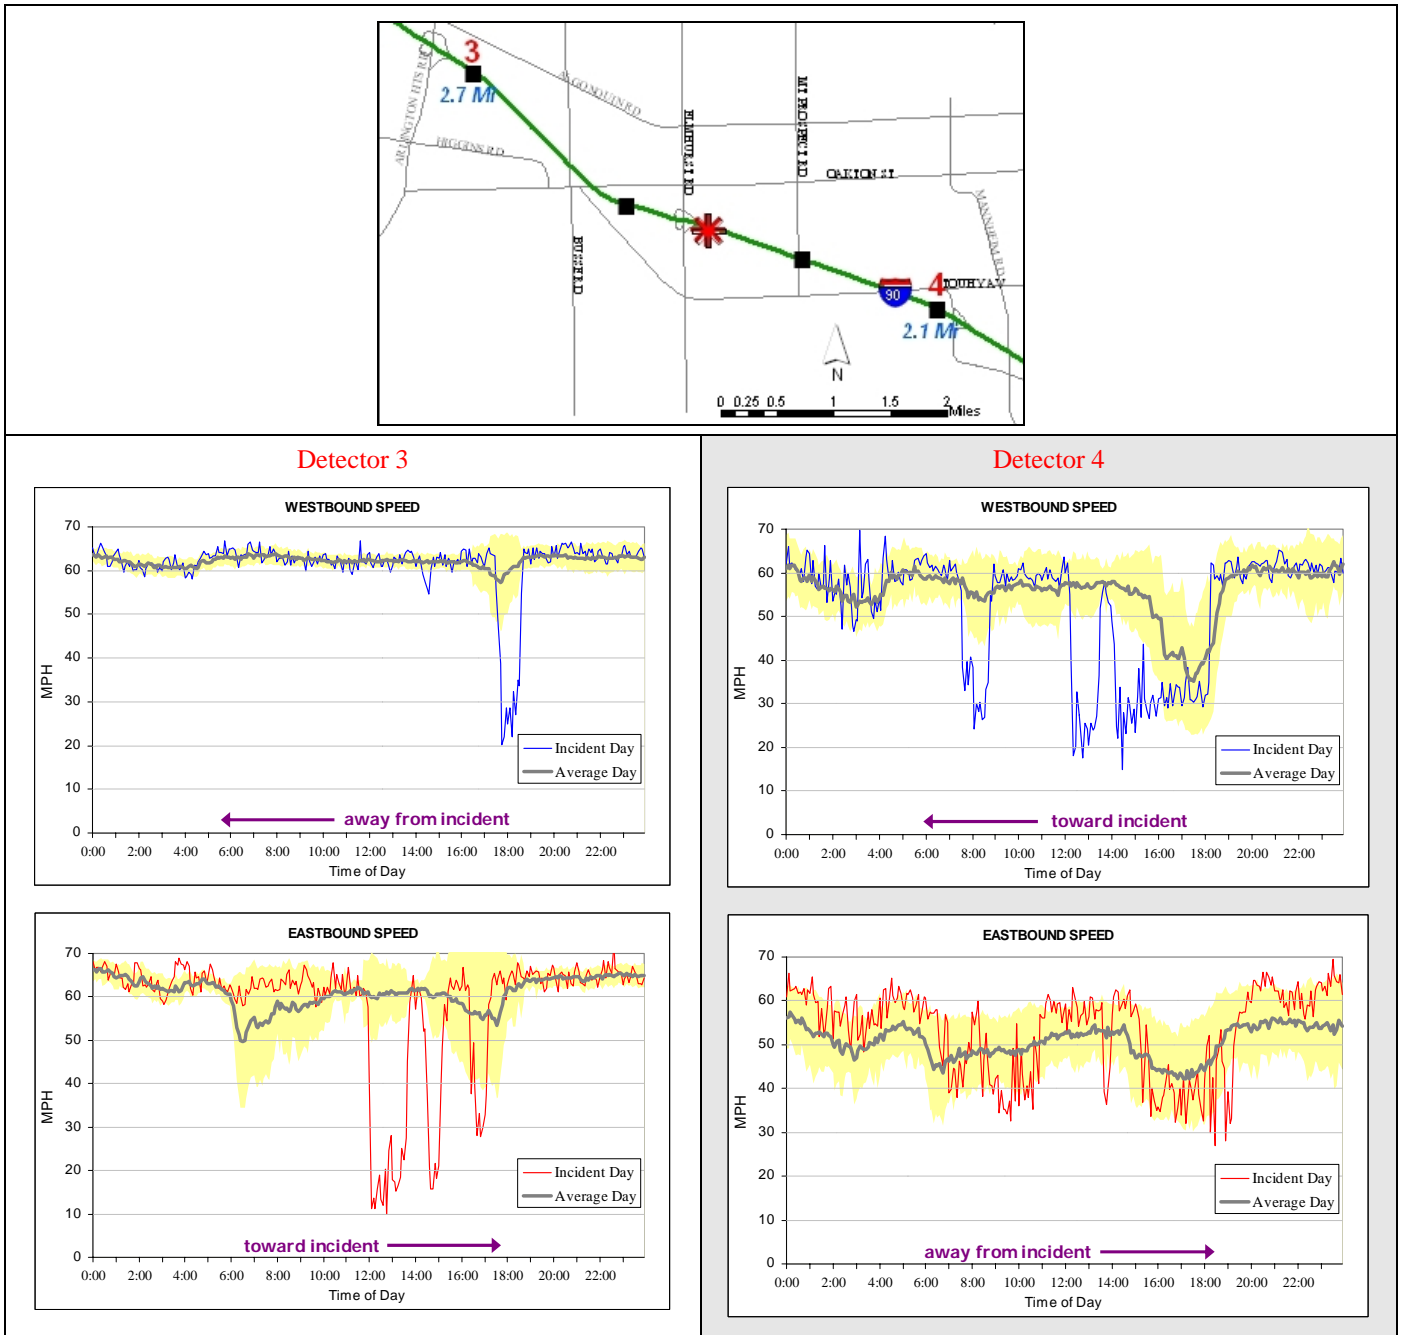 3
2.7 Mi
ARLINGTON HTS RD
ALGONQUIN RD
HIGGINS RD
ELMHURST RD
OAKTON ST
BUSSE RD
MANNHEIM RD
90
4
TOUHY AV
2.1 Mi
N
0 0.25 0.5 1 1.5 2
Miles
Detector 3
WESTBOUND SPEED
70
60
50
40
30
20
10
0
MPH
Incident Day
Average Day
away from incident
0:00 2:00 4:00 6:00 8:00 10:00 12:00 14:00 16:00 18:00 20:00 22:00
Time of Day
EASTBOUND SPEED
70
60
50
40
30
20
10
0
MPH
Incident Day
Average Day
toward incident
0:00 2:00 4:00 6:00 8:00 10:00 12:00 14:00 16:00 18:00 20:00 22:00
Time of Day
Detector 4
WESTBOUND SPEED
70
60
50
40
30
20
10
0
MPH
Incident Day
Average Day
toward incident
0:00 2:00 4:00 6:00 8:00 10:00 12:00 14:00 16:00 18:00 20:00 22:00
Time of Day
EASTBOUND SPEED
70
60
50
40
30
20
10
0
MPH
Incident Day
Average Day
away from incident
0:00 2:00 4:00 6:00 8:00 10:00 12:00 14:00 16:00 18:00 20:00 22:00
Time of Day